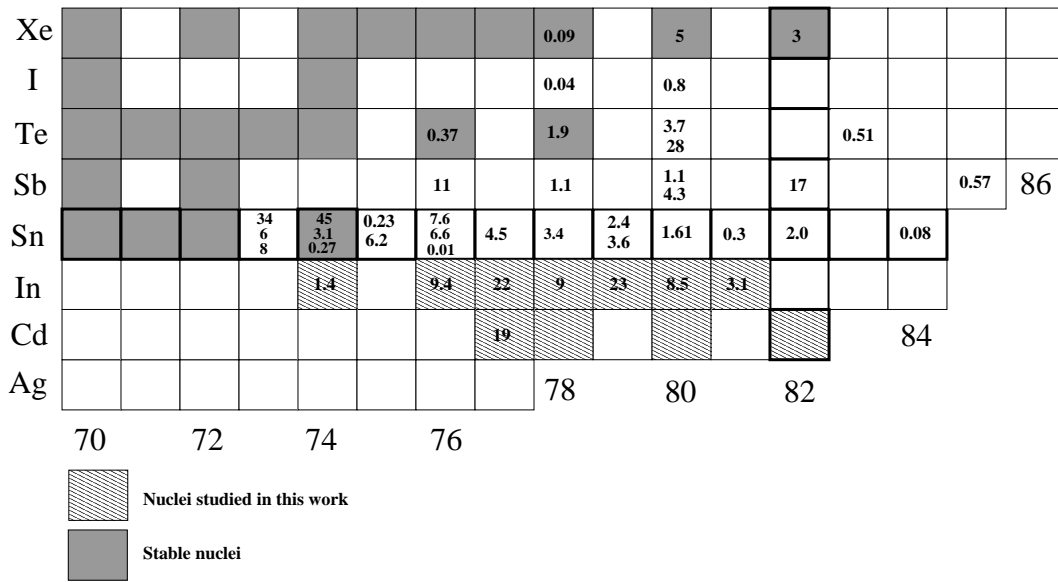 Xe 0.09 5 3
I 0.04 0.8
Te 0.37 1.9 3.7 0.51
28
Sb 11 1.1 1.1 17 0.57 86
4.3
Sn 34 45 0.23 7.6 4.5 3.4 2.4 1.61 0.3 2.0 0.08
6 3.1 6.2 6.6 3.6
8 0.27 0.01
In 1.4 9.4 22 9 23 8.5 3.1
Cd 19 84
Ag 78 80 82
70 72 74 76
Nuclei studied in this work
Stable nuclei